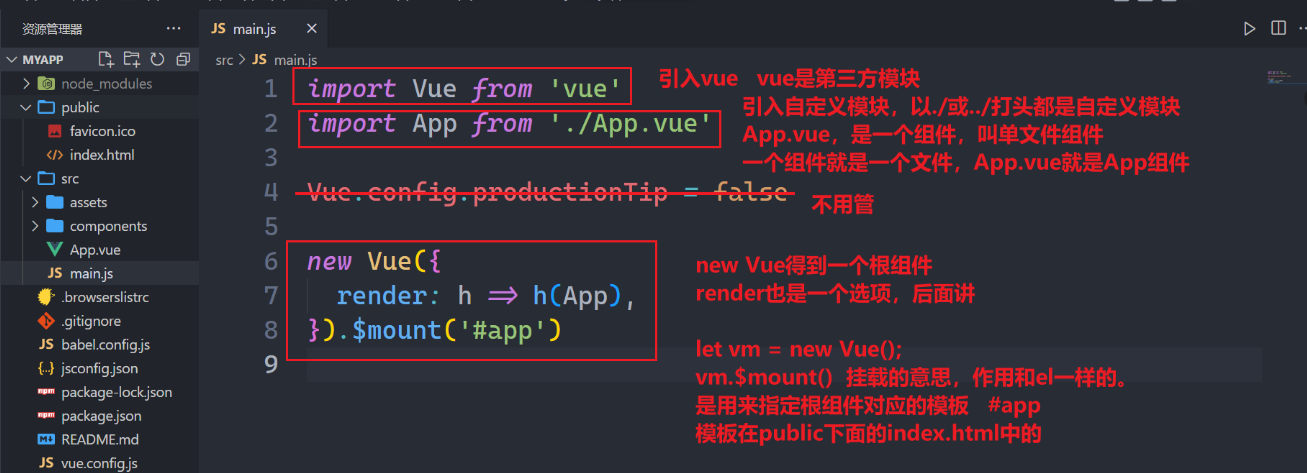 资源管理器
MYAPP
node_modules
public
favicon.ico
index.html
src
assets
components
App.vue
main.js
.browserslistrc
.gitignore
babel.config.js
jsconfig.json
package-lock.json
package.json
README.md
vue.config.js
JS main.js
src > JS main.js
1 import Vue from 'vue'
引入vue vue是第三方模块
2 import App from './App.vue'
引入自定义模块，以./或../打头都是自定义模块
App.vue，是一个组件，叫单文件组件
一个组件就是一个文件，App.vue就是App组件
3
4 Vue.config.productionTip = false
不用管
5
6 new Vue({
7 render: h => h(App),
8 }).$mount('#app')
9
new Vue得到一个根组件
render也是一个选项，后面讲
let vm = new Vue();
vm.$mount() 挂载的意思，作用和el一样的。
是用来指定根组件对应的模板 #app
模板在public下面的index.html中的